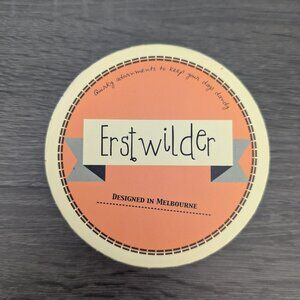 Quirky adornments to keep your days dandy
Erstwilder
Designed in Melbourne